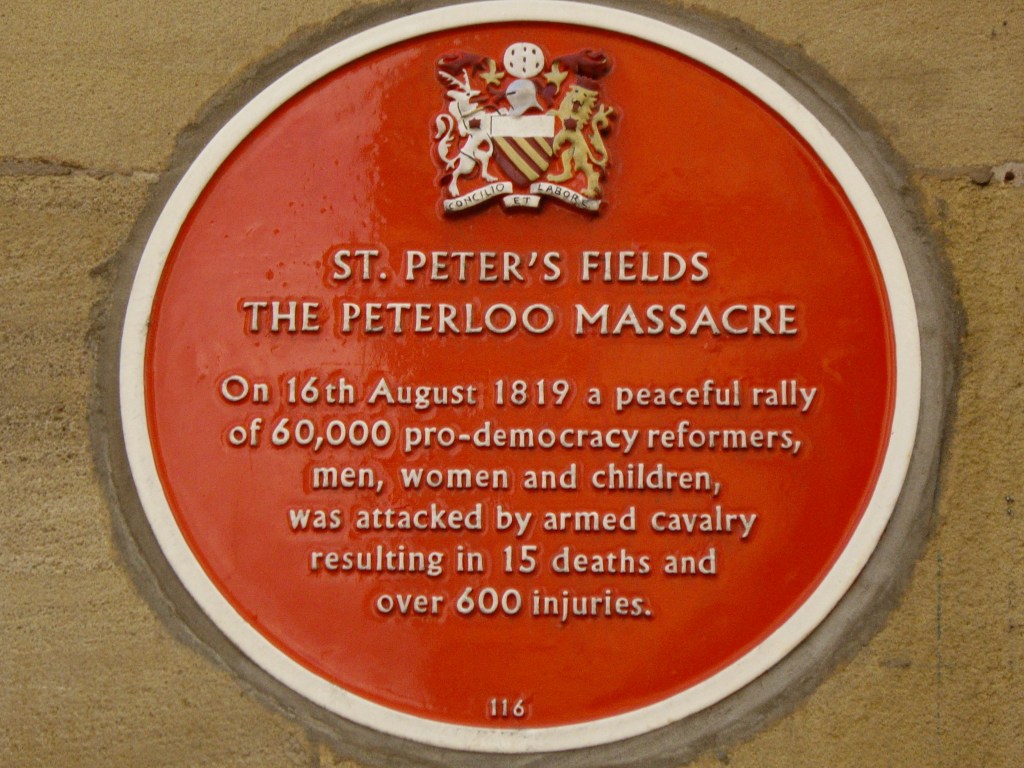 CONCILIO ET LABORE
ST. PETER'S FIELDS
THE PETERLOO MASSACRE
On 16th August 1819 a peaceful rally
of 60,000 pro-democracy reformers,
men, women and children,
was attacked by armed cavalry
resulting in 15 deaths and
over 600 injuries.
116